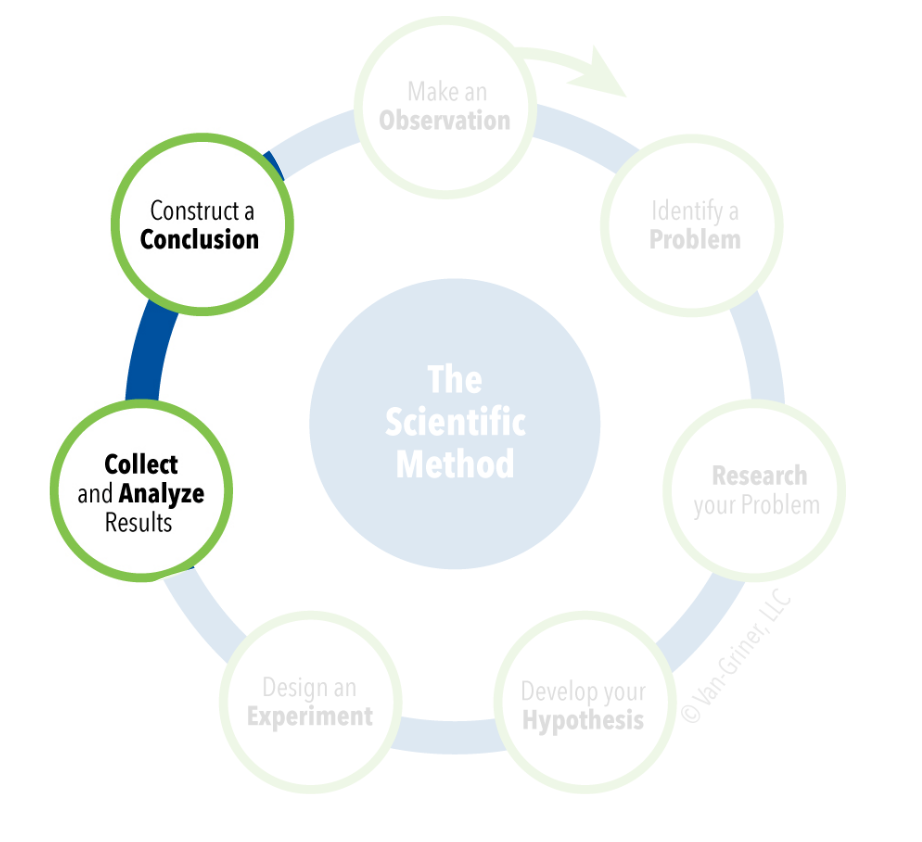 Make an
Observation
Identify a
Problem
Research
your Problem
Develop your
Hypothesis
Design an
Experiment
Collect
and Analyze
Results
Construct a
Conclusion
The
Scientific
Method
© Van-Griner, LLC